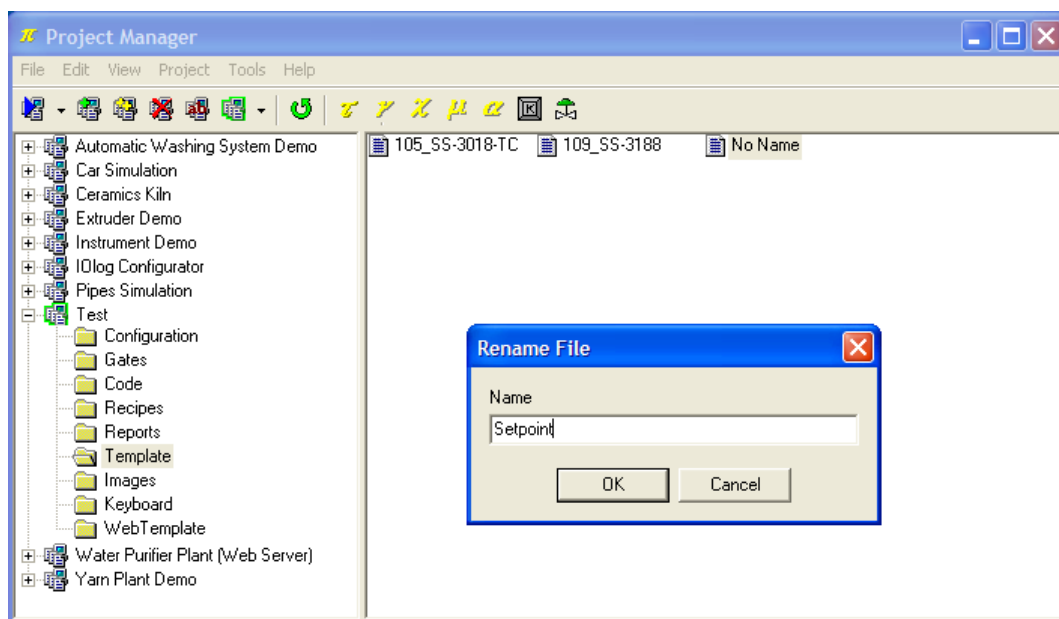 Project Manager
File Edit View Project Tools Help
105_SS-3018-TC 109_SS-3188 No Name
Automatic Washing System Demo
Car Simulation
Ceramics Kiln
Extruder Demo
Instrument Demo
IOlog Configurator
Pipes Simulation
Test
Configuration
Gates
Code
Recipes
Reports
Template
Images
Keyboard
WebTemplate
Water Purifier Plant (Web Server)
Yarn Plant Demo
Rename File
Name
Setpoint
OK Cancel